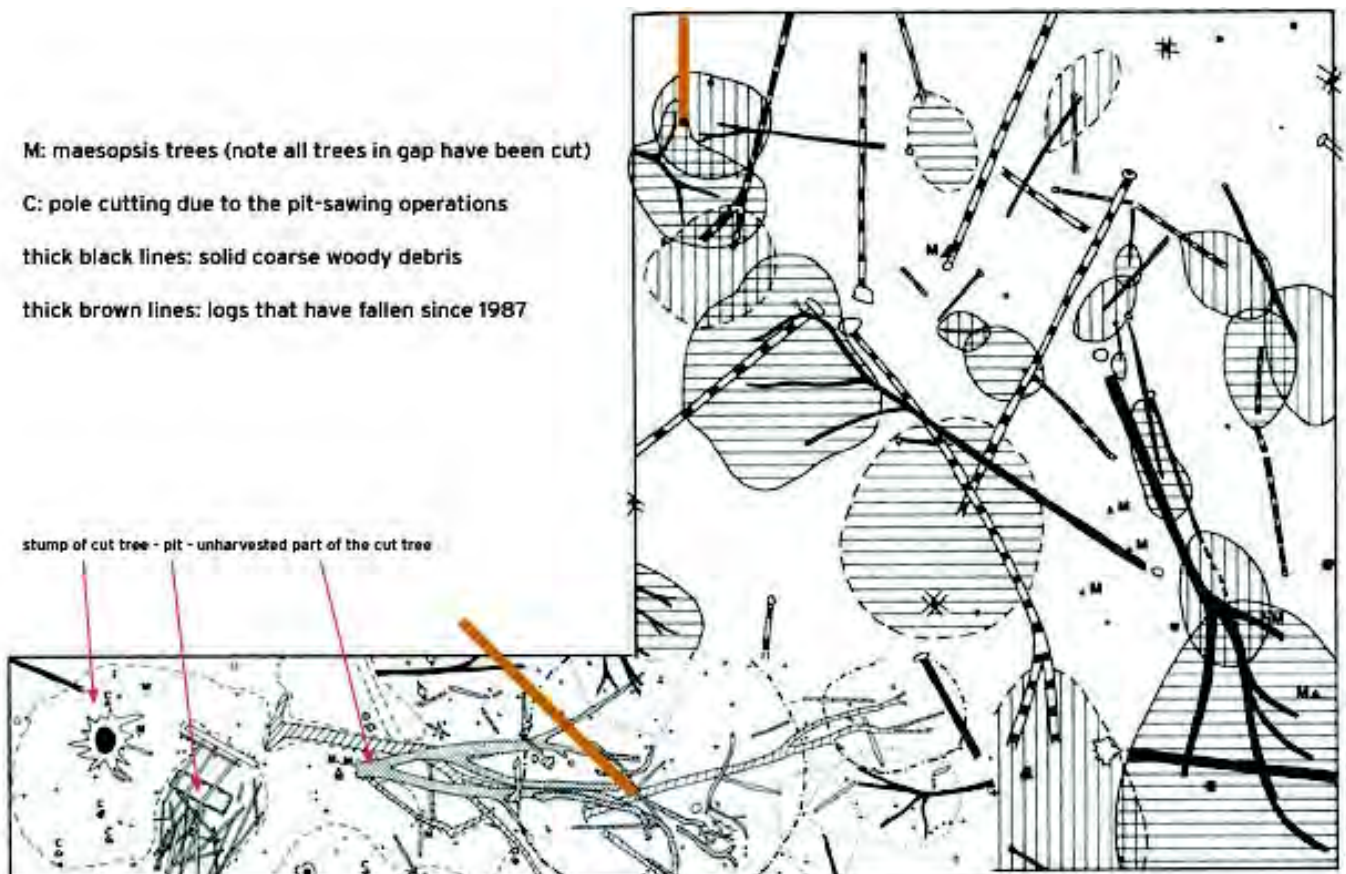 M: maesopsis trees (note all trees in gap have been cut)
C: pole cutting due to the pit-sawing operations
thick black lines: solid coarse woody debris
thick brown lines: logs that have fallen since 1987
stump of cut tree - pit - unharvested part of the cut tree
M
M
M
M
M
M
C
C
C
C